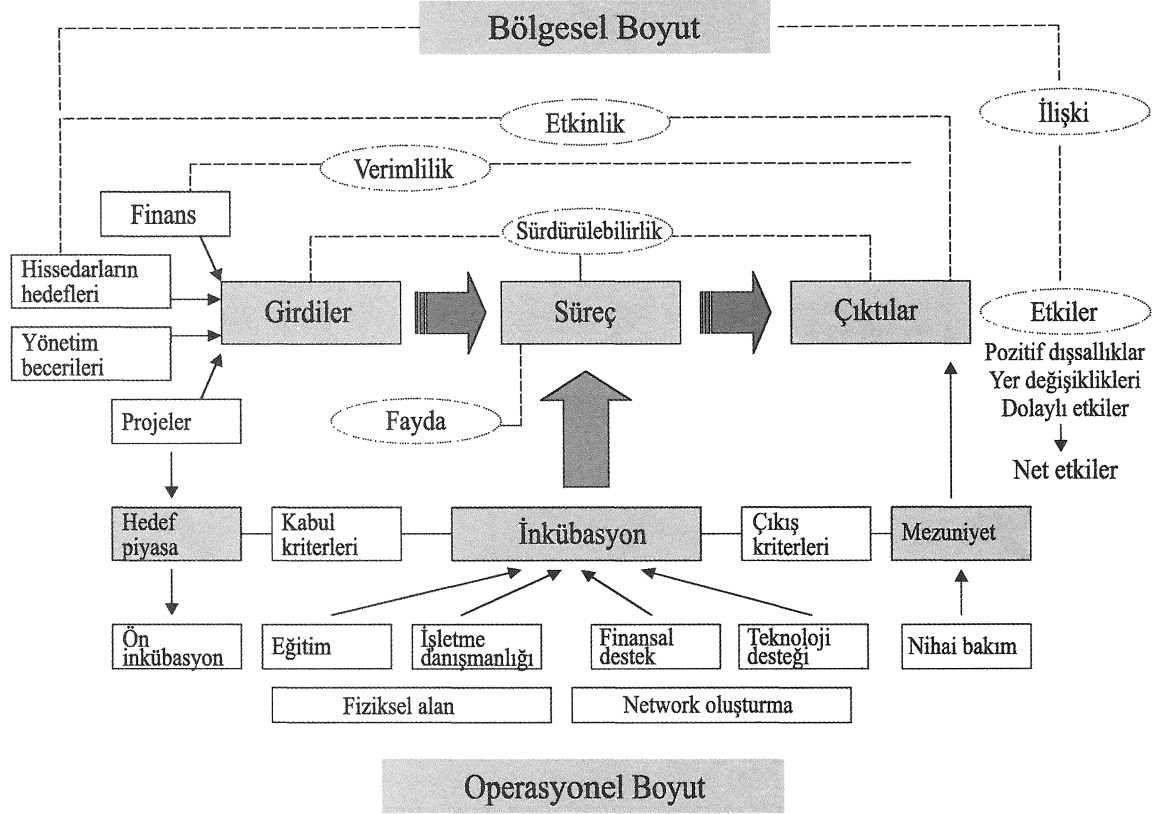 Bölgesel Boyut
İlişki
Etkinlik
Verimlilik
Finans
Sürdürülebilirlik
Hissedarların
hedefleri
Girdiler
Süreç
Çıktılar
Etkiler
Yönetim
becerileri
Pozitif dışsallıklar
Yer değişiklikleri
Dolaylı etkiler
Projeler
Fayda
Net etkiler
Hedef
piyasa
Kabul
kriterleri
İnkübasyon
Çıkış
kriterleri
Mezuniyet
Ön
inkübasyon
Eğitim
İşletme
danışmanlığı
Finansal
destek
Teknoloji
desteği
Nihai bakım
Fiziksel alan
Network oluşturma
Operasyonel Boyut